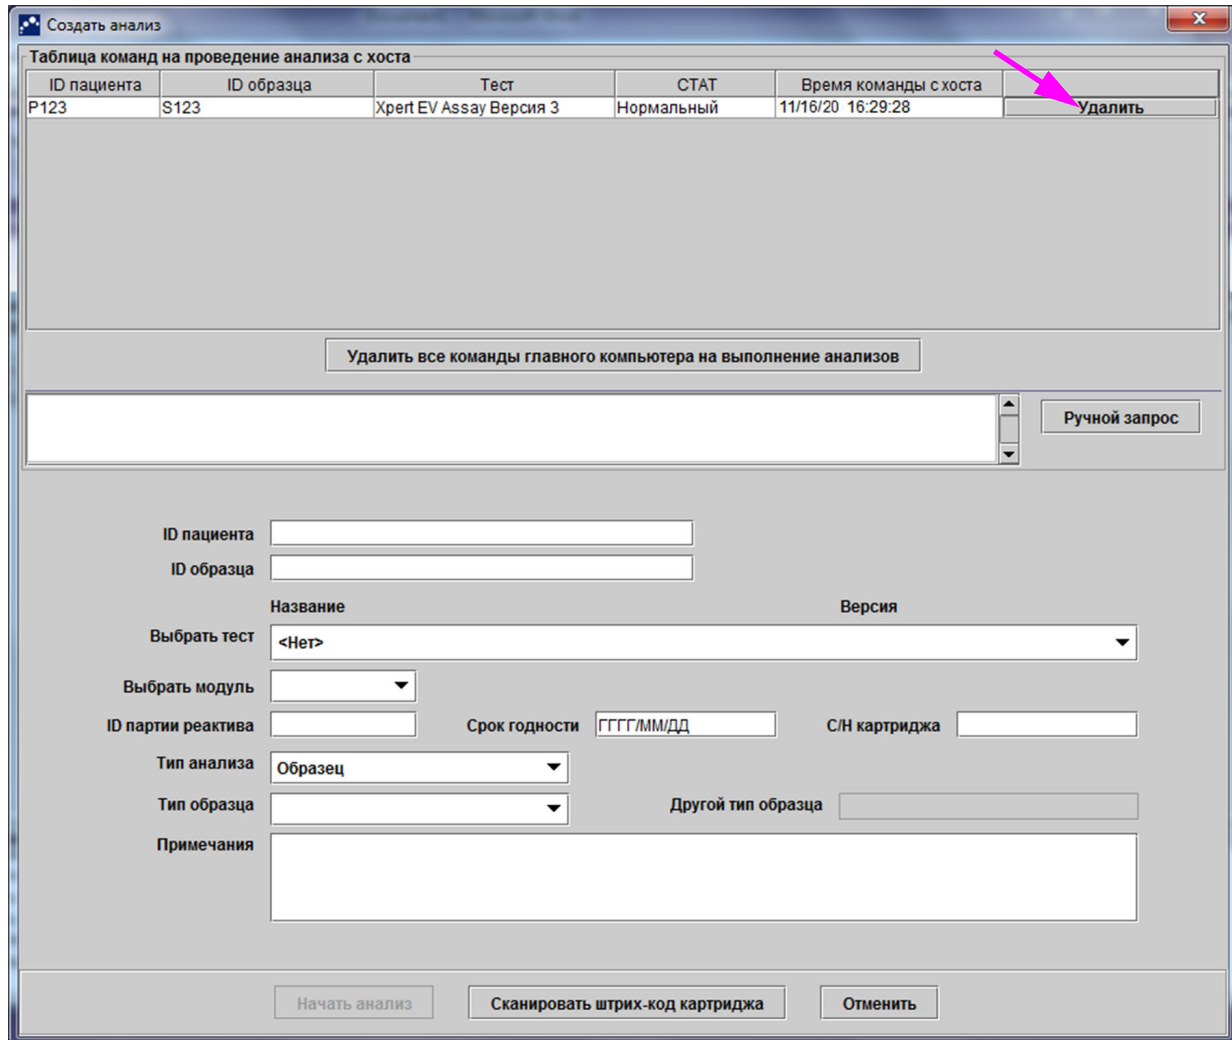 Создать анализ
Таблица команд на проведение анализа с хоста
ID пациента ID образца Тест СТАТ Время команды с хоста
P123 S123 Xpert EV Assay Версия 3 Нормальный 11/16/20 16:29:28 Удалить
Удалить все команды главного компьютера на выполнение анализов
Ручной запрос
ID пациента
ID образца
Название Версия
Выбрать тест <Нет>
Выбрать модуль
ID партии реактива Срок годности ГГГГ/ММ/ДД С/Н картриджа
Тип анализа Образец
Тип образца Другой тип образца
Примечания
Начать анализ Сканировать штрих-код картриджа Отменить